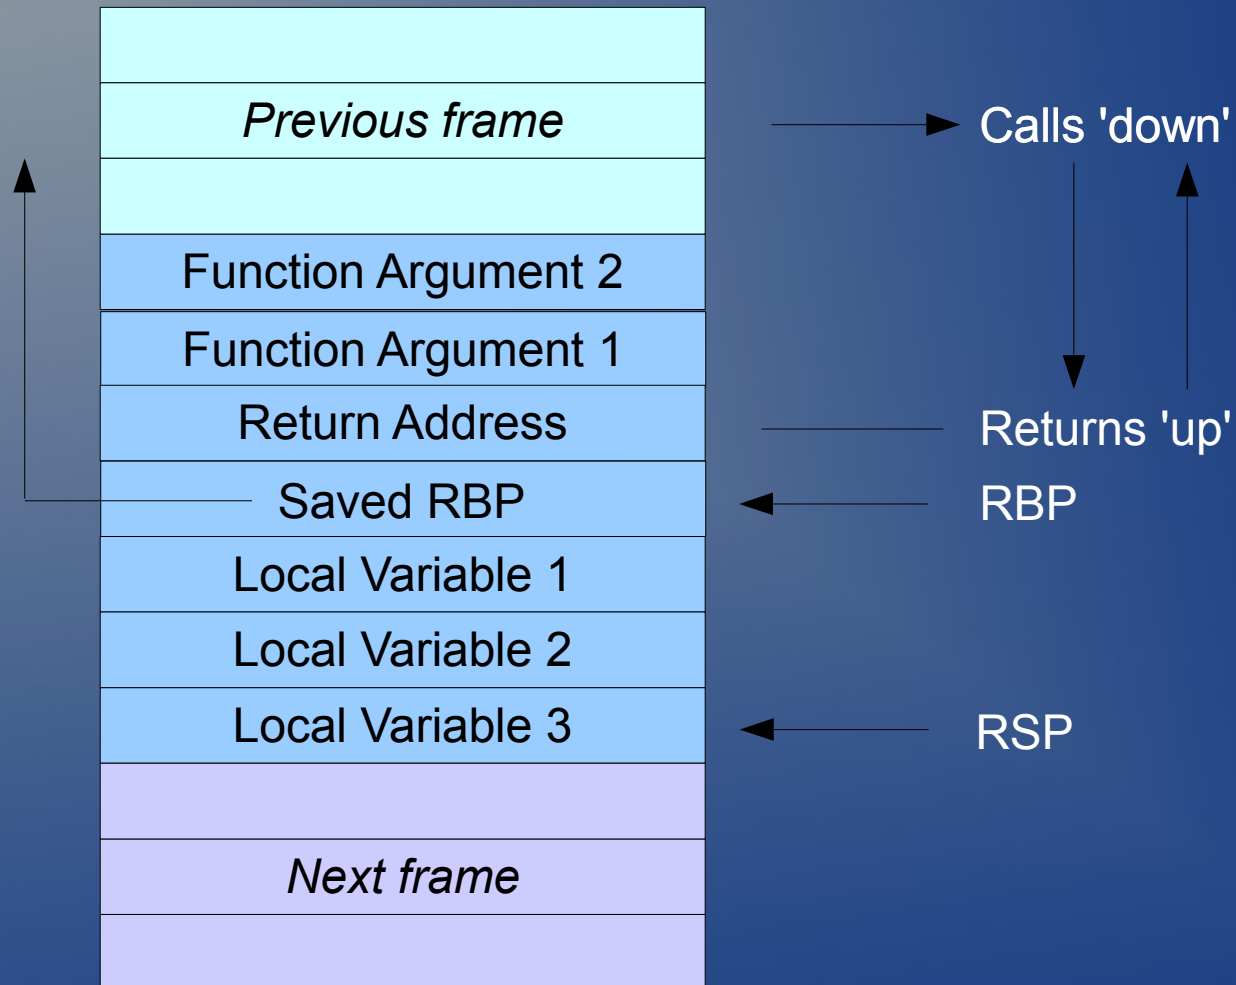 Previous frame
Calls 'down'
Function Argument 2
Function Argument 1
Return Address
Returns 'up'
Saved RBP
RBP
Local Variable 1
Local Variable 2
Local Variable 3
RSP
Next frame